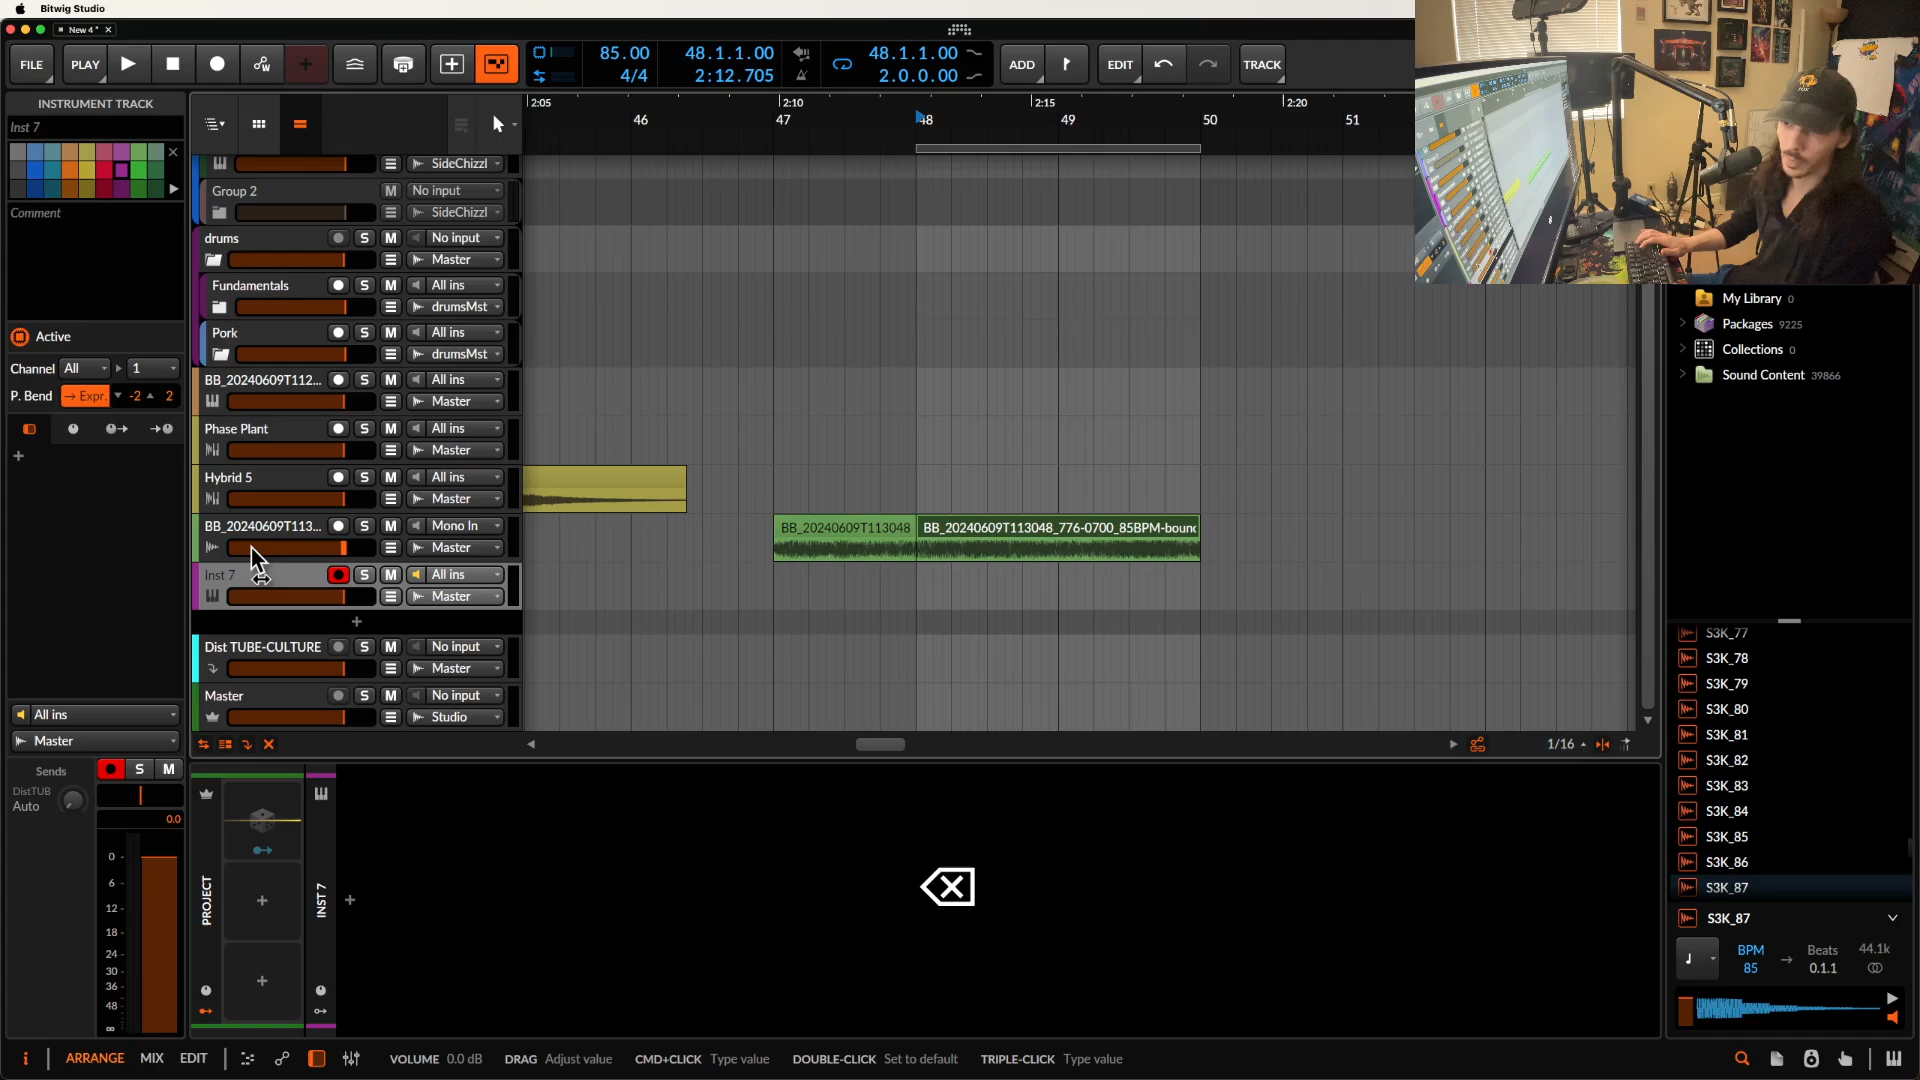 Bitwig Studio
New 4 *
FILE
PLAY
85.00
4/4
48.1.1.00
2:12.705
48.1.1.00
2.0.0.00
ADD
EDIT
TRACK
INSTRUMENT TRACK
Inst 7
Comment
Active
Channel All 1
P. Bend → Expr. -2 2
All ins
Master
Sends
S M
DistTUB
Auto
0.0
0
6
12
18
24
30
36
48
∞
2:05 2:10 2:15 2:20
46 47 48 49 50 51
SideChizzl
Group 2 M No input
SideChizzl
drums S M No input
Master
Fundamentals S M All ins
drumsMst
Pork S M All ins
drumsMst
BB_20240609T112... S M All ins
Master
Phase Plant S M All ins
Master
Hybrid 5 S M All ins
Master
BB_20240609T113... S M Mono In
Master
Inst 7 S M All ins
Master
Dist TUBE-CULTURE S M No input
Master
Master S M No input
Studio
BB_20240609T113048
BB_20240609T113048_776-0700_85BPM-bounc
1/16
PROJECT
INST 7
My Library 0
Packages 9225
Collections 0
Sound Content 39866
S3K_77
S3K_78
S3K_79
S3K_80
S3K_81
S3K_82
S3K_83
S3K_84
S3K_85
S3K_86
S3K_87
S3K_87
BPM Beats 44.1k
85 → 0.1.1
ARRANGE MIX EDIT
VOLUME 0.0 dB DRAG Adjust value CMD+CLICK Type value DOUBLE-CLICK Set to default TRIPLE-CLICK Type value